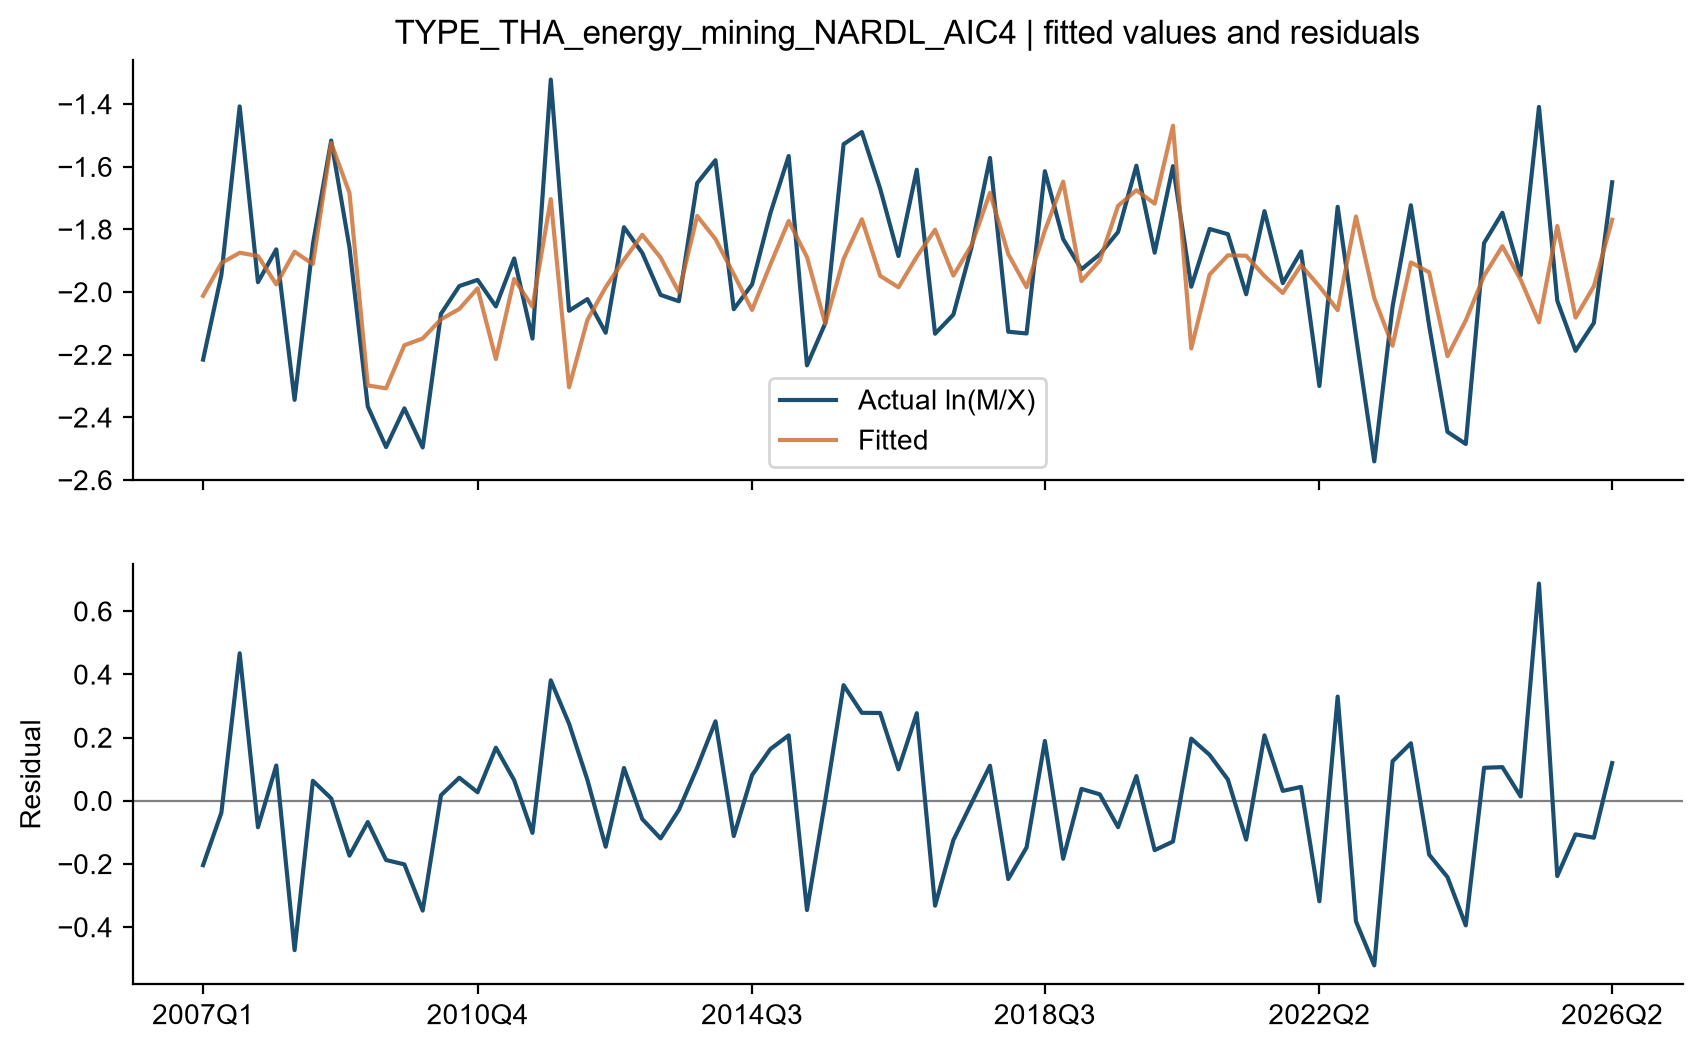 TYPE_THA_energy_mining_NARDL_AIC4 | fitted values and residuals
−1.4
−1.6
−1.8
−2.0
−2.2
−2.4
−2.6
Actual ln(M/X)
Fitted
Residual
0.6
0.4
0.2
0.0
−0.2
−0.4
2007Q1 2010Q4 2014Q3 2018Q3 2022Q2 2026Q2